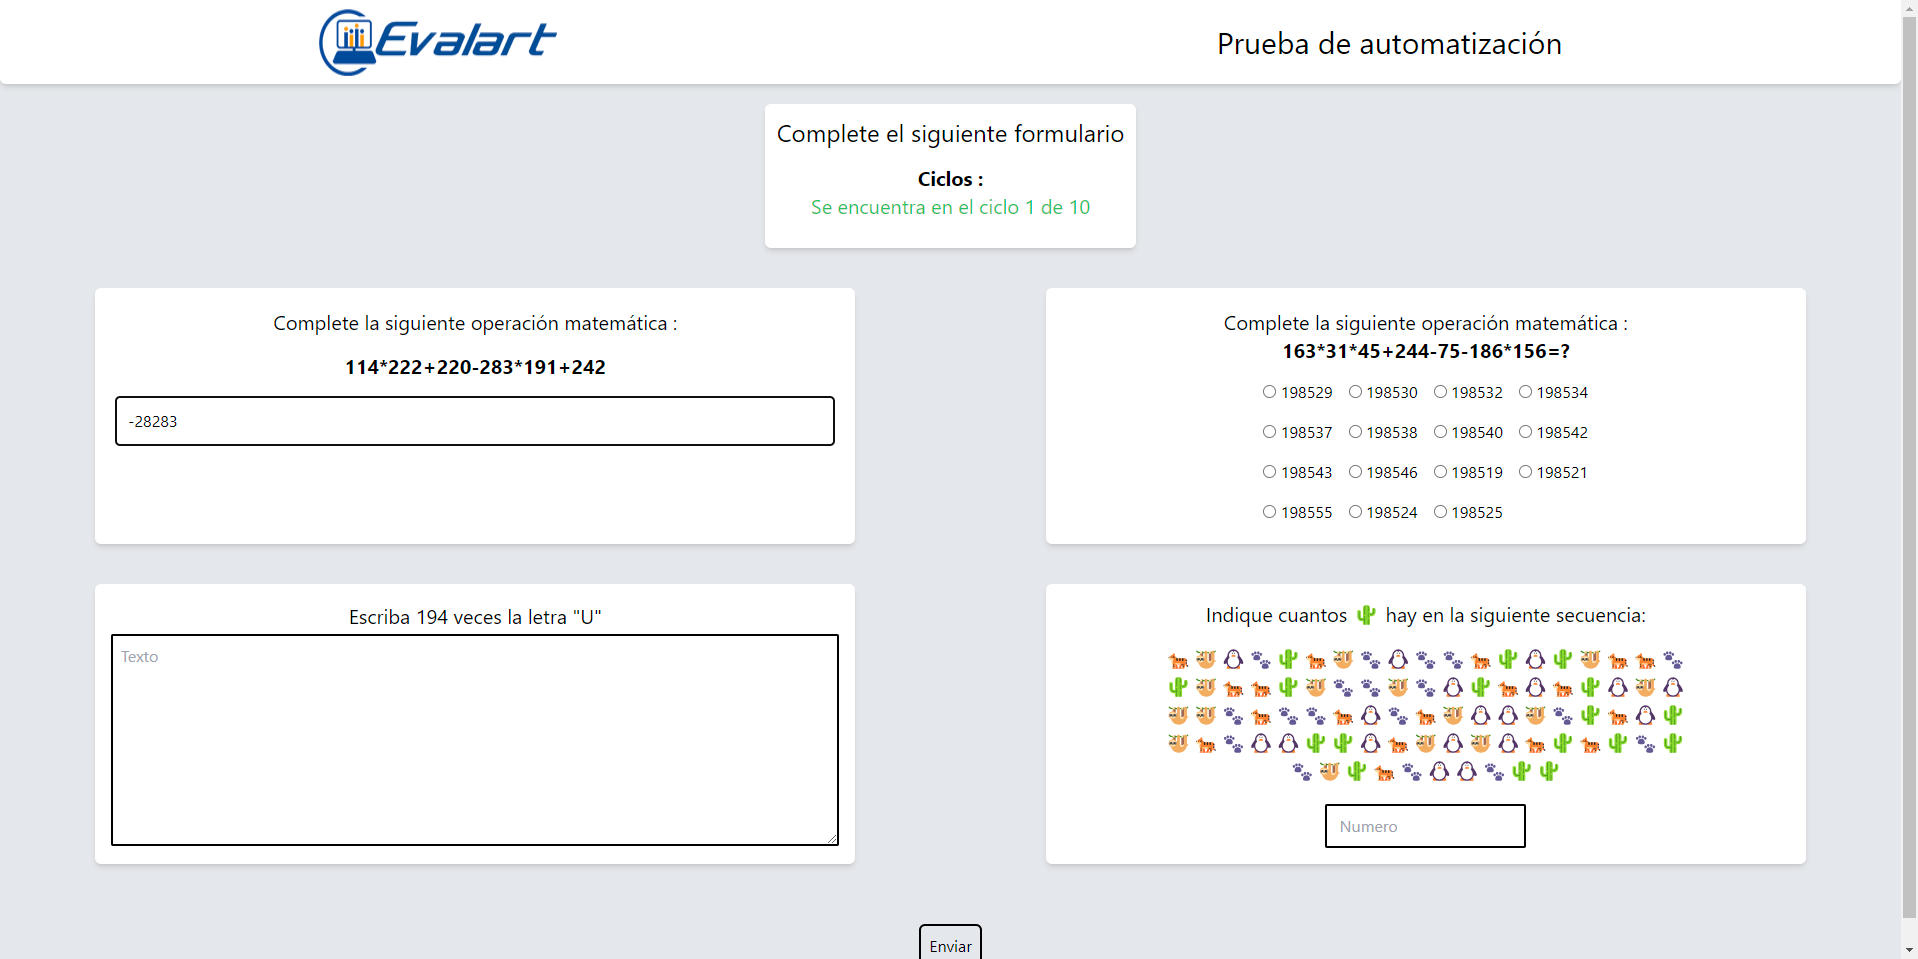 Evalart
Prueba de automatización
Complete el siguiente formulario
Ciclos :
Se encuentra en el ciclo 1 de 10
Complete la siguiente operación matemática :
114*222+220-283*191+242
-28283
Complete la siguiente operación matemática :
163*31*45+244-75-186*156=?
198529 198530 198532 198534
198537 198538 198540 198542
198543 198546 198519 198521
198555 198524 198525
Escriba 194 veces la letra "U"
Texto
Indique cuantos 🌵 hay en la siguiente secuencia:
Numero
Enviar